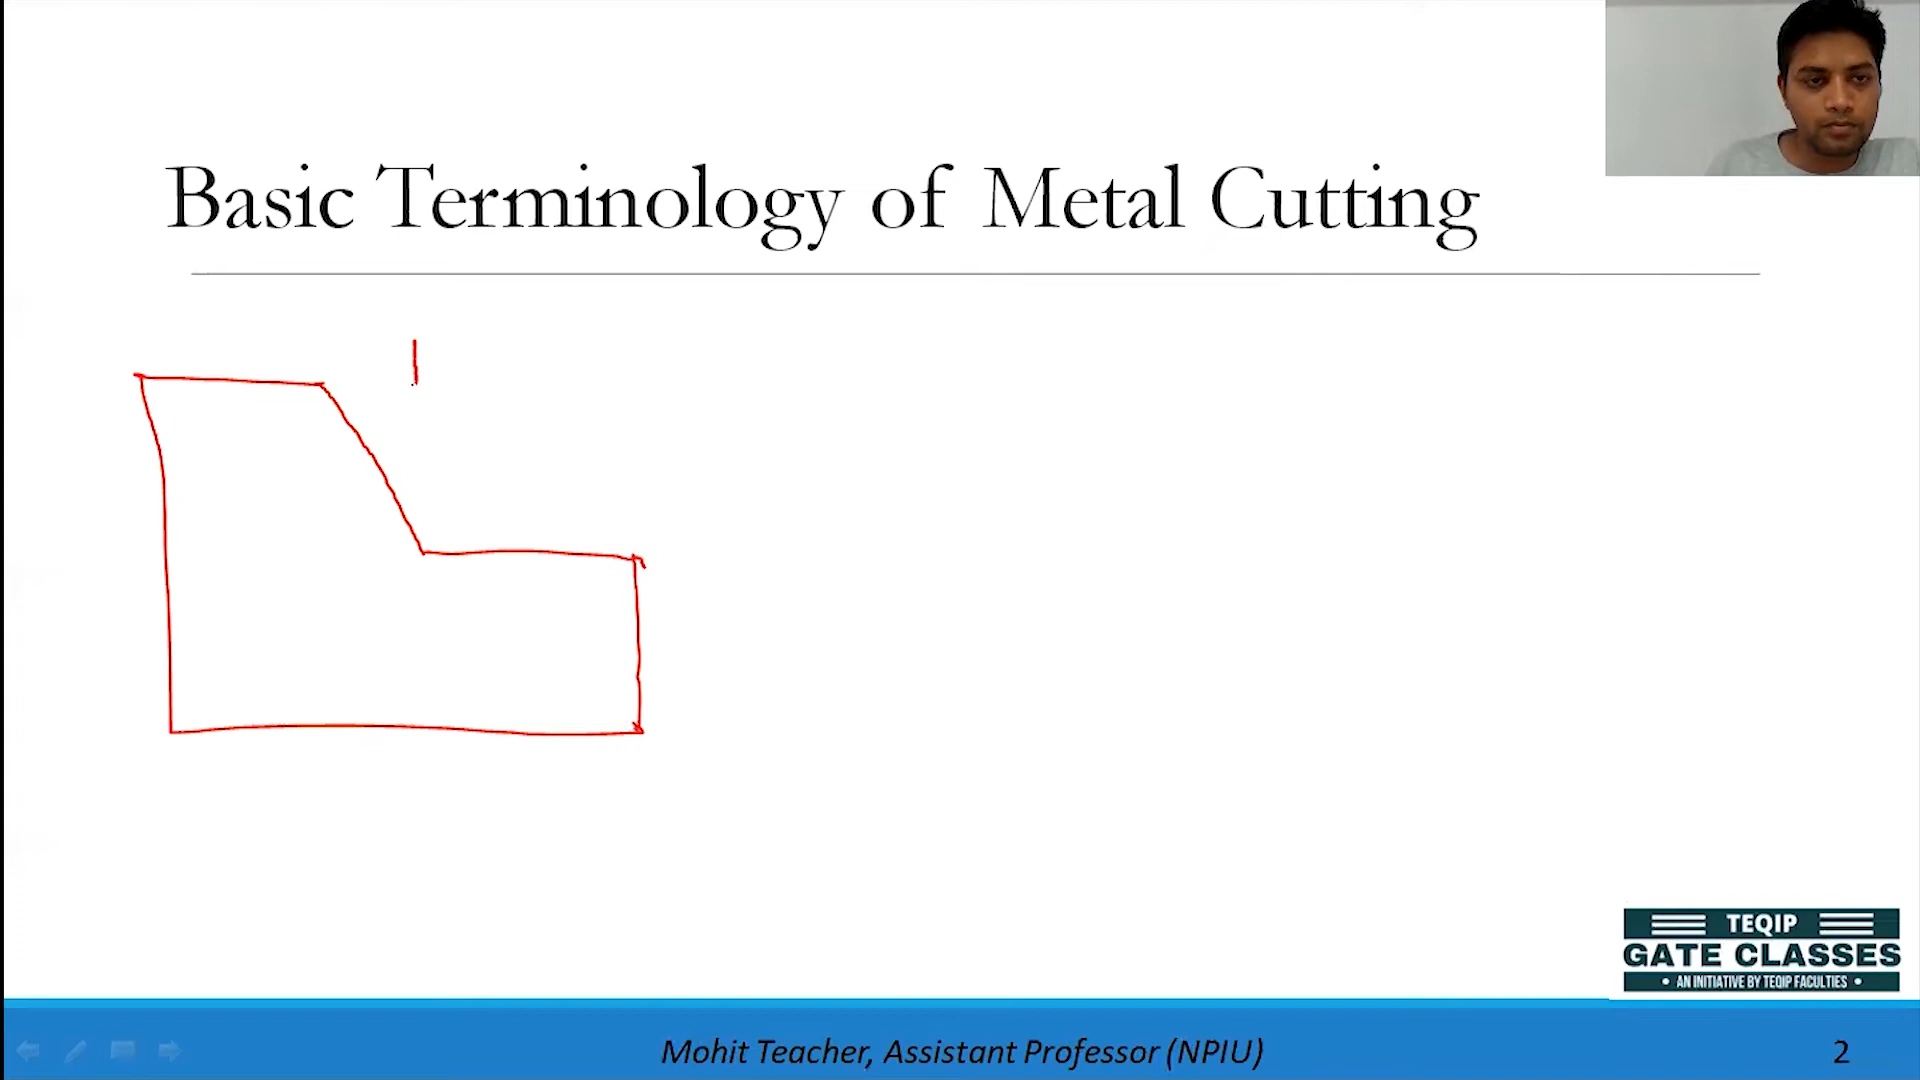 Basic Terminology of Metal Cutting
TEQIP
GATE CLASSES
• AN INITIATIVE BY TEQIP FACULTIES •
Mohit Teacher, Assistant Professor (NPIU)
2